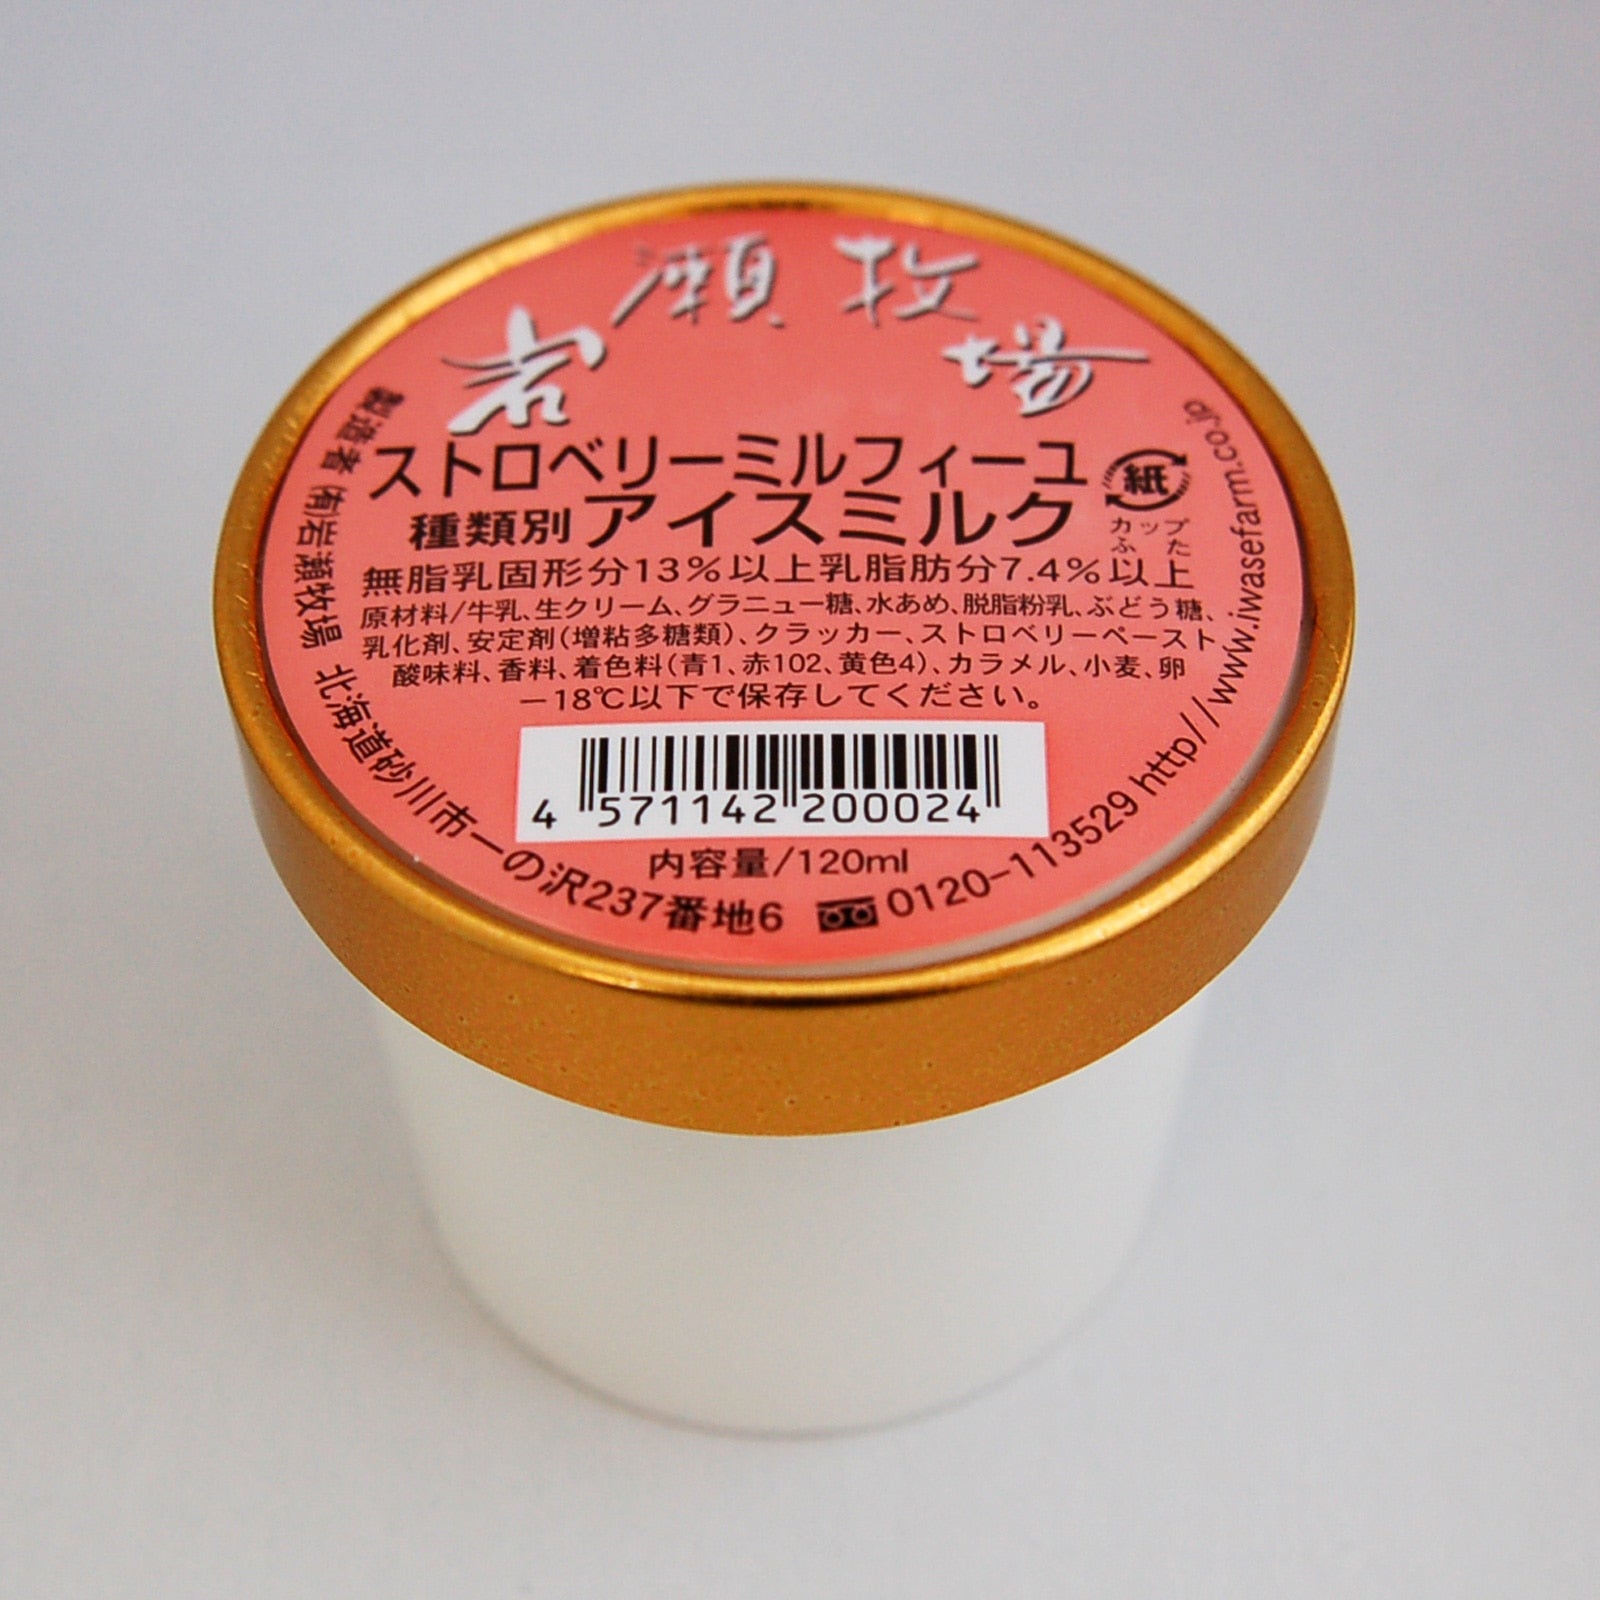 岩瀬牧場
ストロベリーミルフィーユ
種類別 アイスミルク
紙
カップ
ふた
無脂乳固形分13%以上乳脂肪分7.4%以上
原材料/牛乳、生クリーム、グラニュー糖、水あめ、脱脂粉乳、ぶどう糖、
乳化剤、安定剤(増粘多糖類)、クラッカー、ストロベリーペースト、
酸味料、香料、着色料(青1、赤102、黄色4)、カラメル、小麦、卵
−18℃以下で保存してください。
4 571142 200024
内容量/120ml
製造者 ㈲岩瀬牧場 北海道砂川市一の沢237番地6 0120-113529 http//www.iwasefarm.co.jp